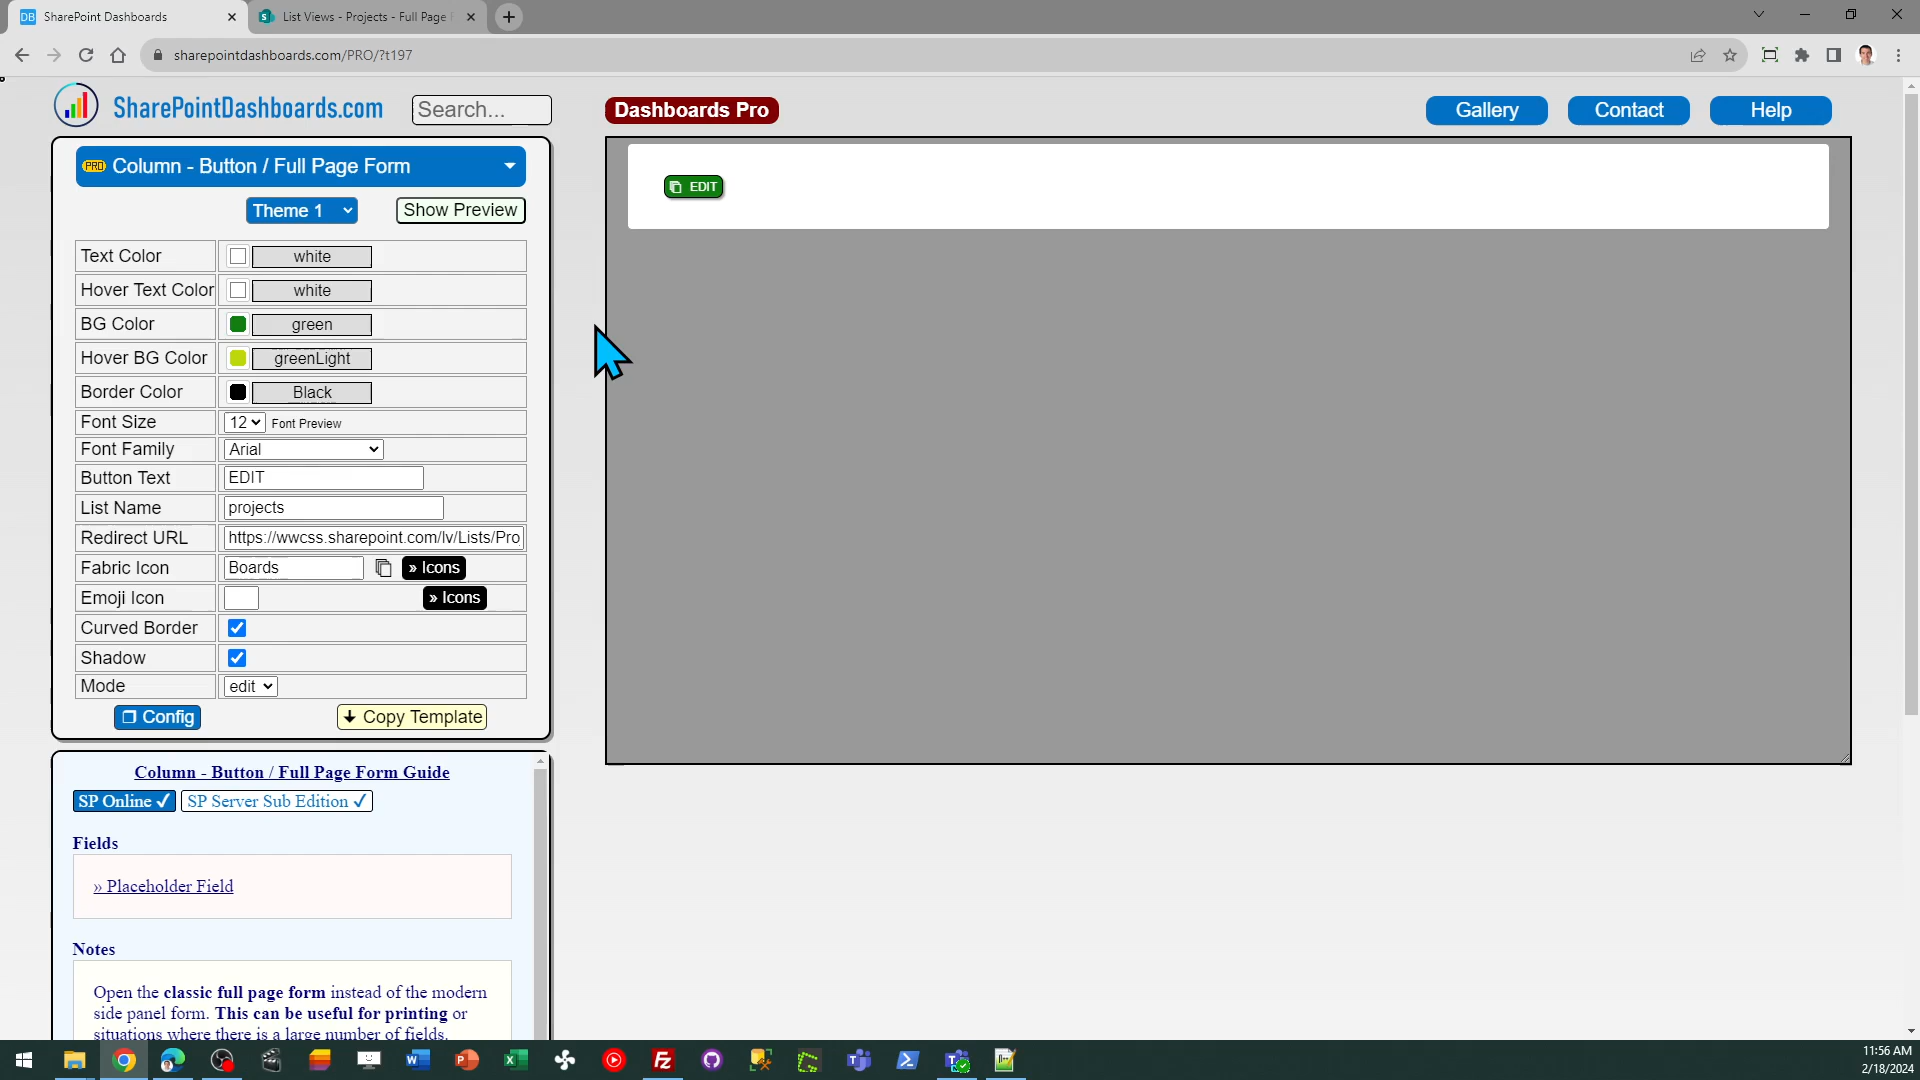 DB SharePoint Dashboards
S List Views - Projects - Full Page
sharepointdashboards.com/PRO/?t197
SharePointDashboards.com
Search...
Dashboards Pro
Gallery
Contact
Help
PRO Column - Button / Full Page Form
Theme 1
Show Preview
EDIT
Text Color white
Hover Text Color white
BG Color green
Hover BG Color greenLight
Border Color Black
Font Size 12 Font Preview
Font Family Arial
Button Text EDIT
List Name projects
Redirect URL https://wwcss.sharepoint.com/lv/Lists/Pro
Fabric Icon Boards » Icons
Emoji Icon » Icons
Curved Border
Shadow
Mode edit
Config
Copy Template
Column - Button / Full Page Form Guide
SP Online ✓ SP Server Sub Edition ✓
Fields
» Placeholder Field
Notes
Open the classic full page form instead of the modern
side panel form. This can be useful for printing or
situations where there is a large number of fields.
11:56 AM
2/18/2024